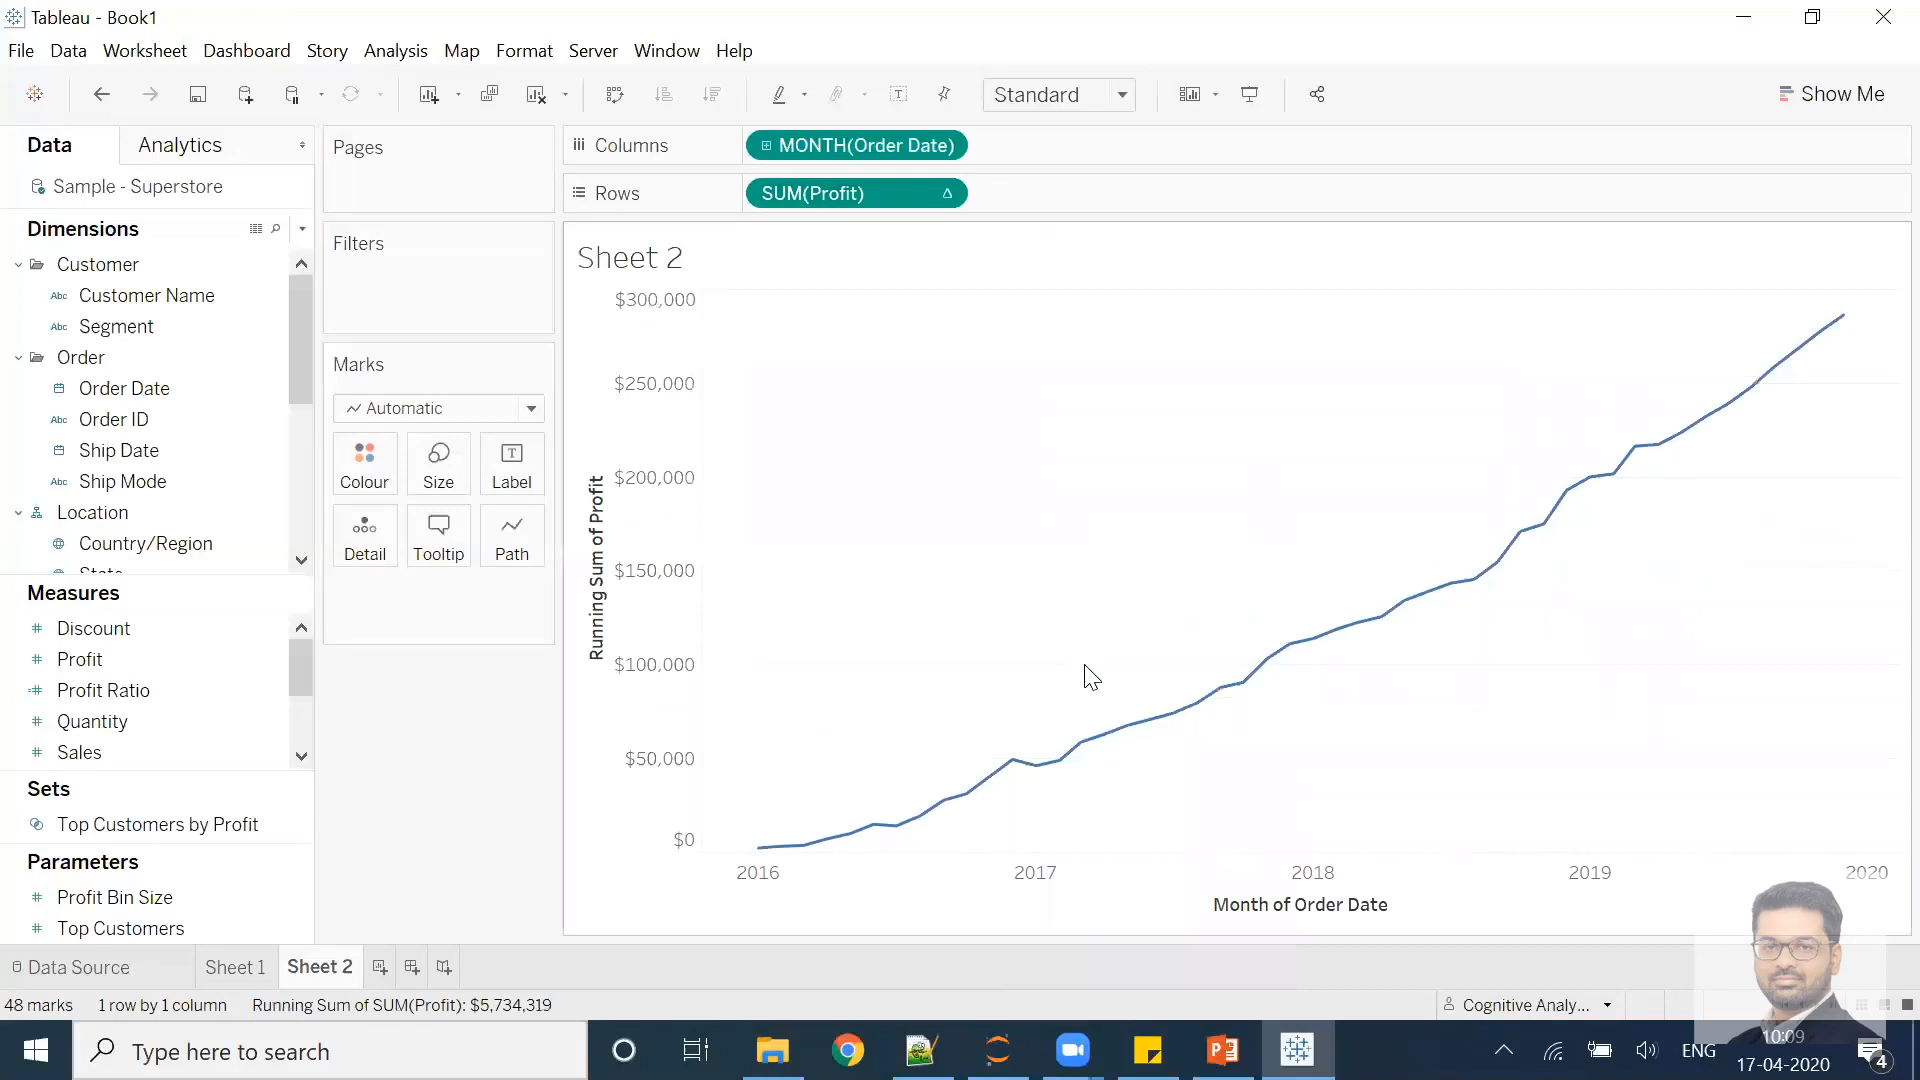 Tableau - Book1
File Data Worksheet Dashboard Story Analysis Map Format Server Window Help
Standard
Show Me
Data
Analytics
Sample - Superstore
Dimensions
Customer
Abc Customer Name
Abc Segment
Order
Order Date
Abc Order ID
Ship Date
Abc Ship Mode
Location
Country/Region
Measures
Discount
Profit
Profit Ratio
Quantity
Sales
Sets
Top Customers by Profit
Parameters
Profit Bin Size
Top Customers
Pages
Filters
Marks
Automatic
Colour Size Label
Detail Tooltip Path
Columns MONTH(Order Date)
Rows SUM(Profit)
Sheet 2
$300,000
$250,000
$200,000
$150,000
$100,000
$50,000
$0
Running Sum of Profit
2016 2017 2018 2019 2020
Month of Order Date
Data Source Sheet 1 Sheet 2
48 marks 1 row by 1 column Running Sum of SUM(Profit): $5,734,319
Cognitive Analy...
Type here to search
ENG
10:09
17-04-2020
4